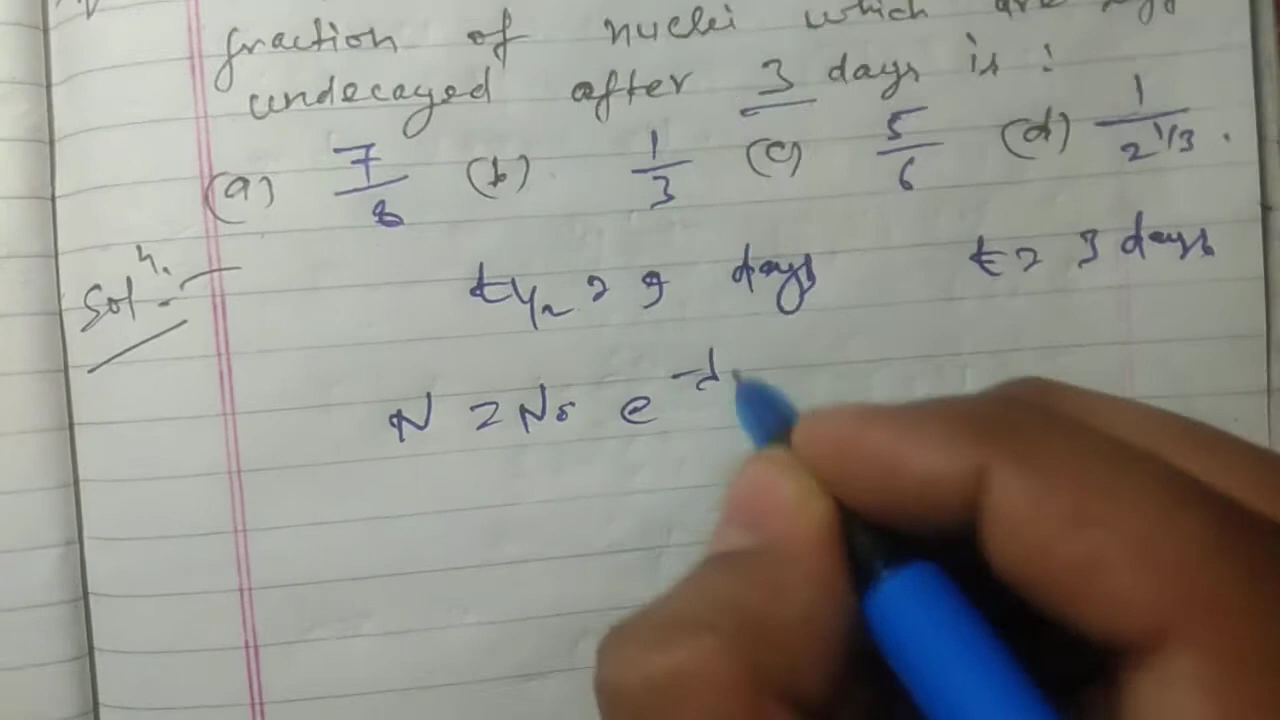 fraction of nuclei which are
undecayed after 3 days is :
(a) 7/8 (b) 1/3 (c) 5/6 (d) 1/2^1/3 .
Solⁿ. t1/2 = 9 days t = 3 days
N = N0 e^-λ